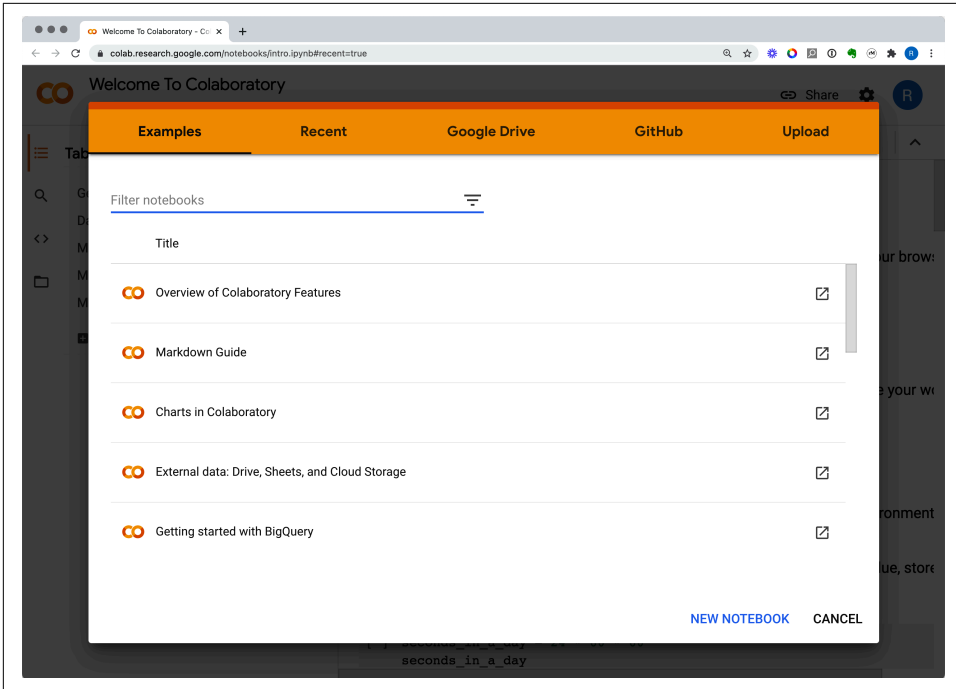 Welcome To Colaboratory - Co
colab.research.google.com/notebooks/intro.ipynb#recent=true
R
Welcome To Colaboratory
Share
R
Examples Recent Google Drive GitHub Upload
Filter notebooks
Title
Overview of Colaboratory Features
Markdown Guide
Charts in Colaboratory
External data: Drive, Sheets, and Cloud Storage
Getting started with BigQuery
NEW NOTEBOOK CANCEL
seconds_in_a_day
seconds_in_a_day